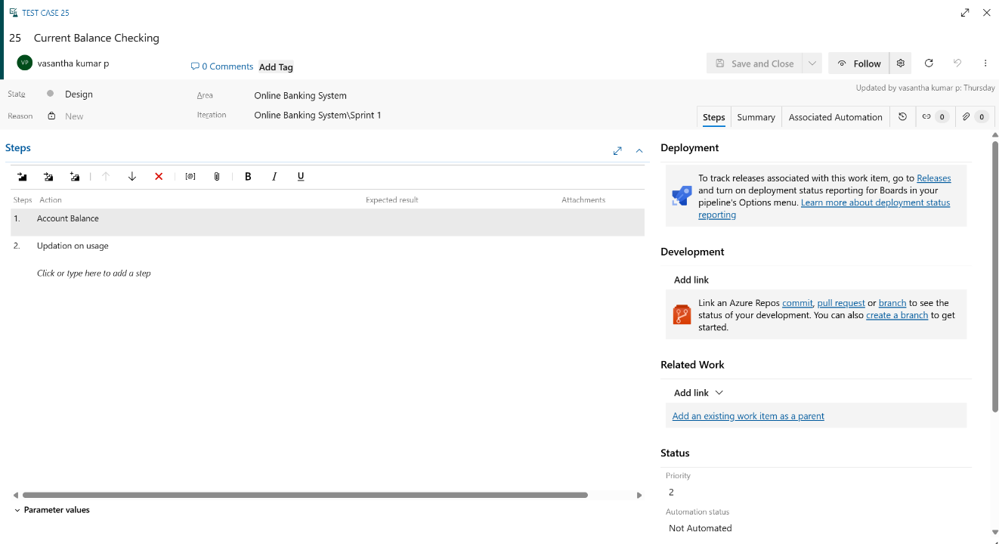 TEST CASE 25
25 Current Balance Checking
VP vasantha kumar p
0 Comments Add Tag
Save and Close
Follow
State Design
Reason New
Area Online Banking System
Iteration Online Banking System\Sprint 1
Updated by vasantha kumar p: Thursday
Steps Summary Associated Automation 0 0
Steps
[@] B I U
Steps Action Expected result Attachments
1. Account Balance
2. Updation on usage
Click or type here to add a step
Parameter values
Deployment
To track releases associated with this work item, go to Releases
and turn on deployment status reporting for Boards in your
pipeline's Options menu. Learn more about deployment status
reporting
Development
Add link
Link an Azure Repos commit, pull request or branch to see the
status of your development. You can also create a branch to get
started.
Related Work
Add link
Add an existing work item as a parent
Status
Priority
2
Automation status
Not Automated